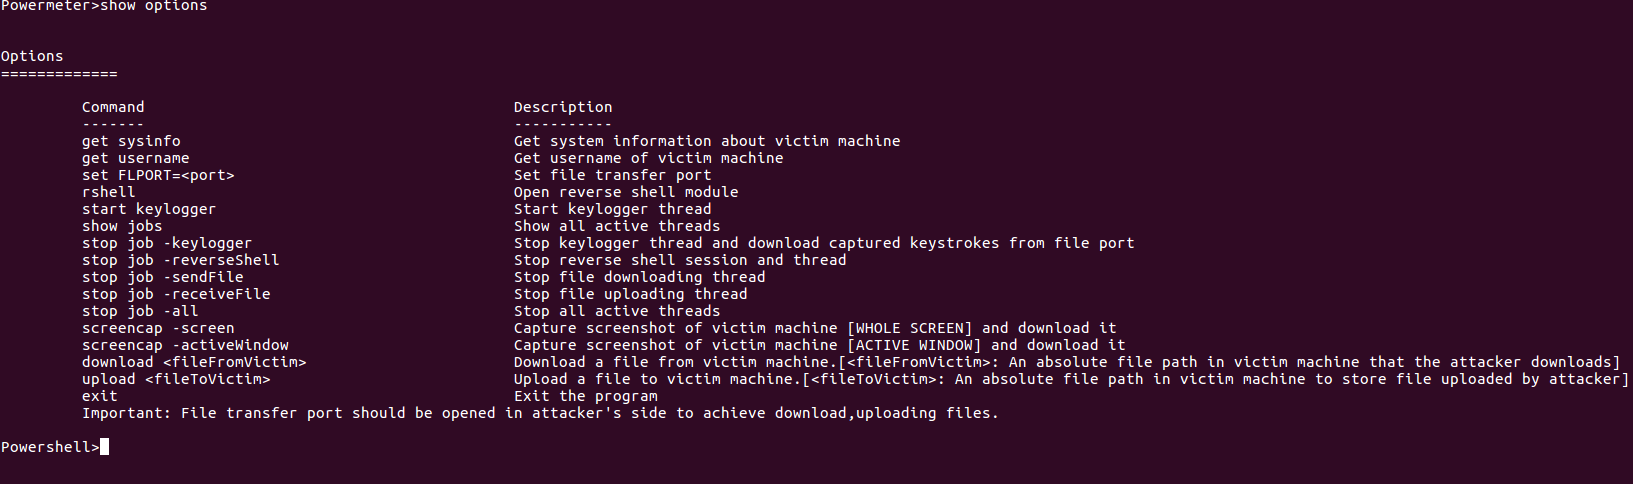 Powermeter>show options
Options
=============
Command Description
------- -----------
get sysinfo Get system information about victim machine
get username Get username of victim machine
set FLPORT=<port> Set file transfer port
rshell Open reverse shell module
start keylogger Start keylogger thread
show jobs Show all active threads
stop job -keylogger Stop keylogger thread and download captured keystrokes from file port
stop job -reverseShell Stop reverse shell session and thread
stop job -sendFile Stop file downloading thread
stop job -receiveFile Stop file uploading thread
stop job -all Stop all active threads
screencap -screen Capture screenshot of victim machine [WHOLE SCREEN] and download it
screencap -activeWindow Capture screenshot of victim machine [ACTIVE WINDOW] and download it
download <fileFromVictim> Download a file from victim machine.[<fileFromVictim>: An absolute file path in victim machine that the attacker downloads]
upload <fileToVictim> Upload a file to victim machine.[<fileToVictim>: An absolute file path in victim machine to store file uploaded by attacker]
exit Exit the program
Important: File transfer port should be opened in attacker's side to achieve download,uploading files.
Powershell>